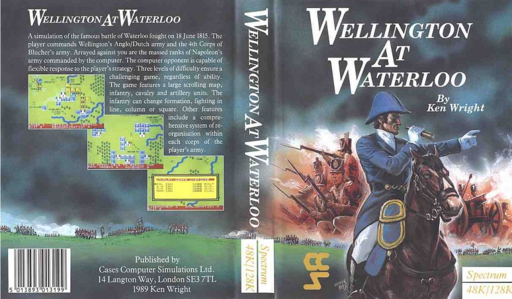 WELLINGTON AT WATERLOO
A simulation of the famous battle of Waterloo fought on 18 June 1815. The
player commands Wellington's Anglo/Dutch army and the 4th Corps of
Blucher's army. Arrayed against you are the massed ranks of Napoleon's
army commanded by the computer. The computer opponent is capable of
flexible response to the player's strategy. Three levels of difficulty ensure a
challenging game, regardless of ability.
The game features a large scrolling map,
infantry, cavalry and artillery units. The
infantry can change formation, fighting in
line, column or square. Other features
include a compre-
hensive system of re-
organisation within
each corps of the
player's army.
Published by
Cases Computer Simulations Ltd.
14 Langton Way, London SE3 7TL
1989 Ken Wright
5 013893 013199
WELLINGTON AT WATERLOO
Spectrum
48K/128K
WELLINGTON
AT
WATERLOO
By
Ken Wright
CCS
Spectrum
48K/128K